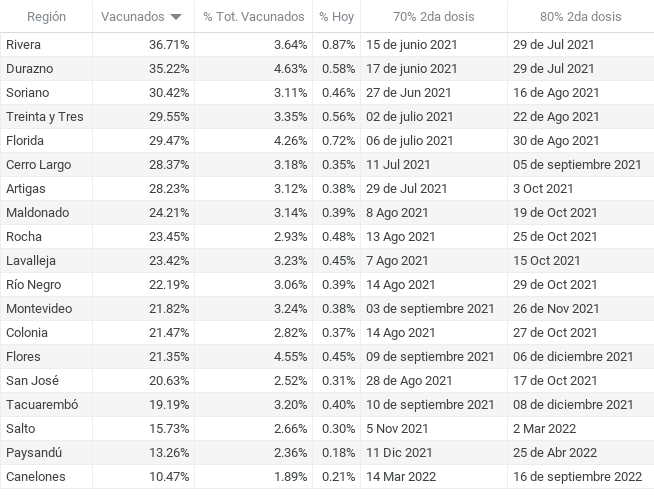 Región Vacunados % Tot. Vacunados % Hoy 70% 2da dosis 80% 2da dosis
Rivera 36.71% 3.64% 0.87% 15 de junio 2021 29 de Jul 2021
Durazno 35.22% 4.63% 0.58% 17 de junio 2021 29 de Jul 2021
Soriano 30.42% 3.11% 0.46% 27 de Jun 2021 16 de Ago 2021
Treinta y Tres 29.55% 3.35% 0.56% 02 de julio 2021 22 de Ago 2021
Florida 29.47% 4.26% 0.72% 06 de julio 2021 30 de Ago 2021
Cerro Largo 28.37% 3.18% 0.35% 11 Jul 2021 05 de septiembre 2021
Artigas 28.23% 3.12% 0.38% 29 de Jul 2021 3 Oct 2021
Maldonado 24.21% 3.14% 0.39% 8 Ago 2021 19 de Oct 2021
Rocha 23.45% 2.93% 0.48% 13 Ago 2021 25 de Oct 2021
Lavalleja 23.42% 3.23% 0.45% 7 Ago 2021 15 Oct 2021
Río Negro 22.19% 3.06% 0.39% 14 Ago 2021 29 de Oct 2021
Montevideo 21.82% 3.24% 0.38% 03 de septiembre 2021 26 de Nov 2021
Colonia 21.47% 2.82% 0.37% 14 Ago 2021 27 de Oct 2021
Flores 21.35% 4.55% 0.45% 09 de septiembre 2021 06 de diciembre 2021
San José 20.63% 2.52% 0.31% 28 de Ago 2021 17 de Oct 2021
Tacuarembó 19.19% 3.20% 0.40% 10 de septiembre 2021 08 de diciembre 2021
Salto 15.73% 2.66% 0.30% 5 Nov 2021 2 Mar 2022
Paysandú 13.26% 2.36% 0.18% 11 Dic 2021 25 de Abr 2022
Canelones 10.47% 1.89% 0.21% 14 Mar 2022 16 de septiembre 2022